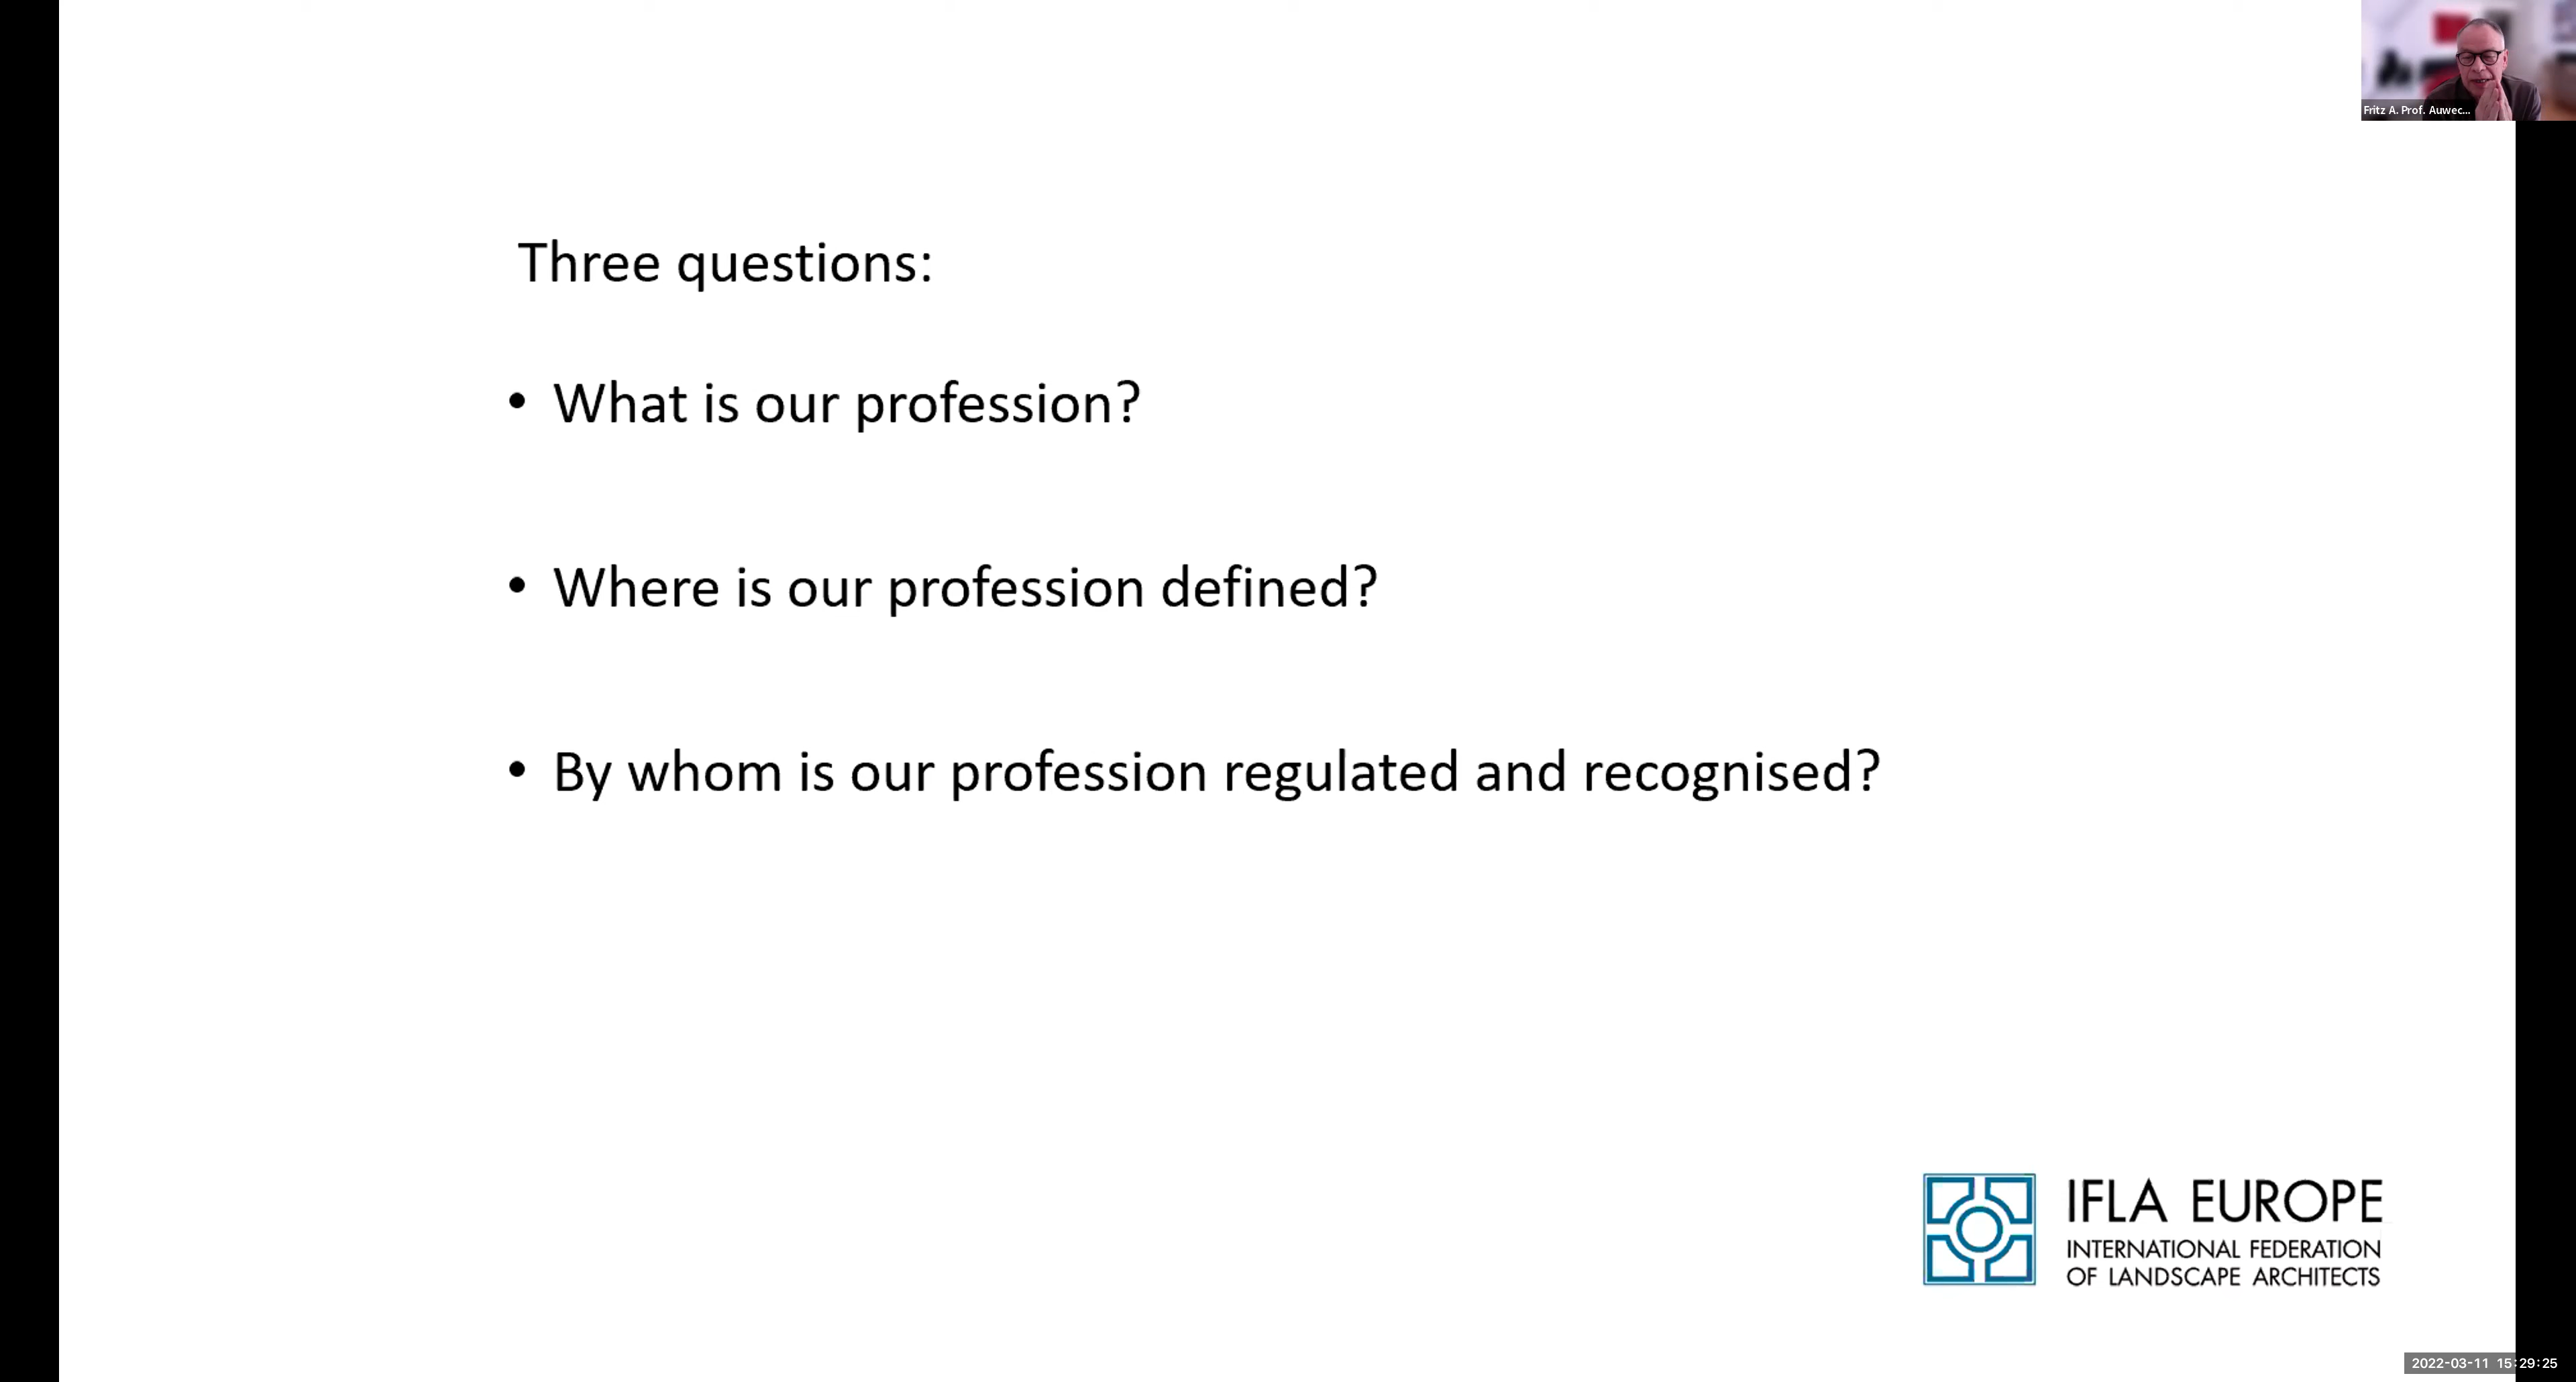 Fritz A. Prof. Auwec...
Three questions:
• What is our profession?
• Where is our profession defined?
• By whom is our profession regulated and recognised?
IFLA EUROPE
INTERNATIONAL FEDERATION
OF LANDSCAPE ARCHITECTS
2022-03-11 15:29:25